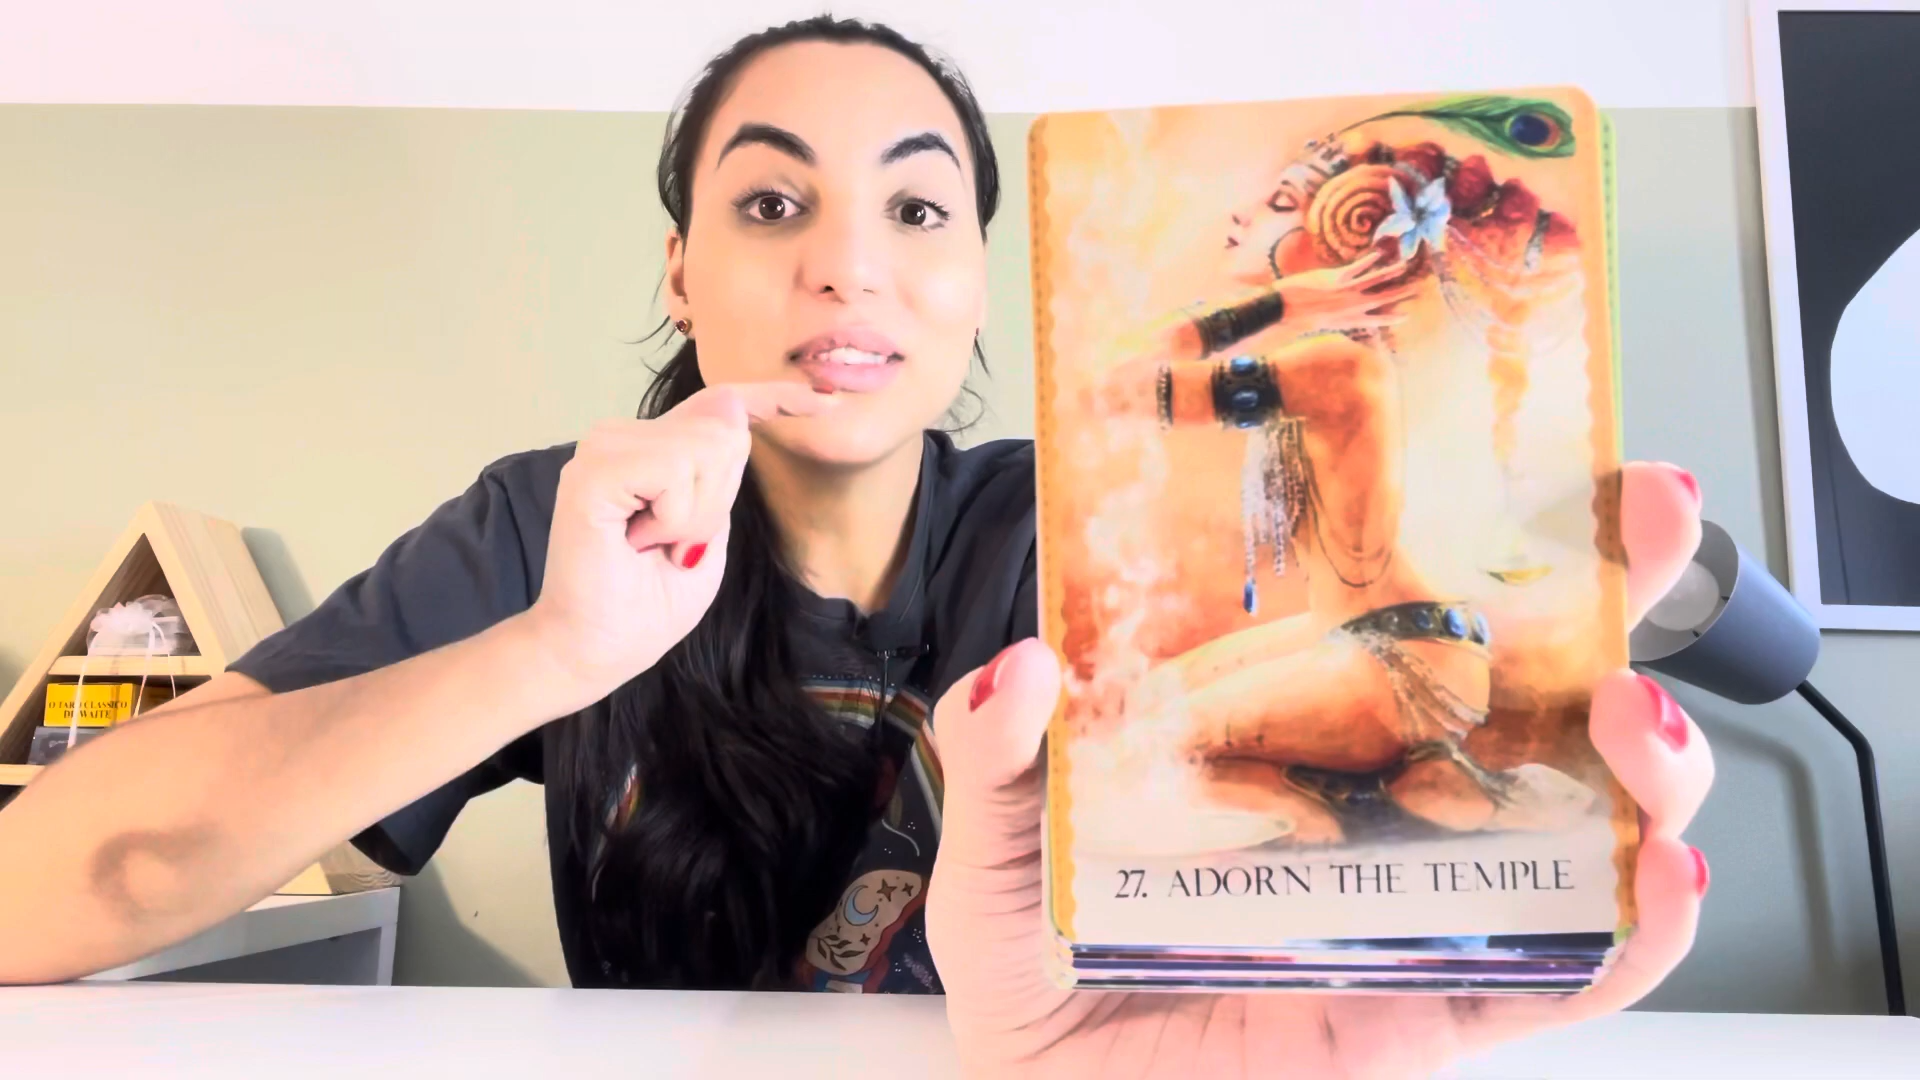 O TARÔ CLÁSSICO
DE WAITE
27. ADORN THE TEMPLE